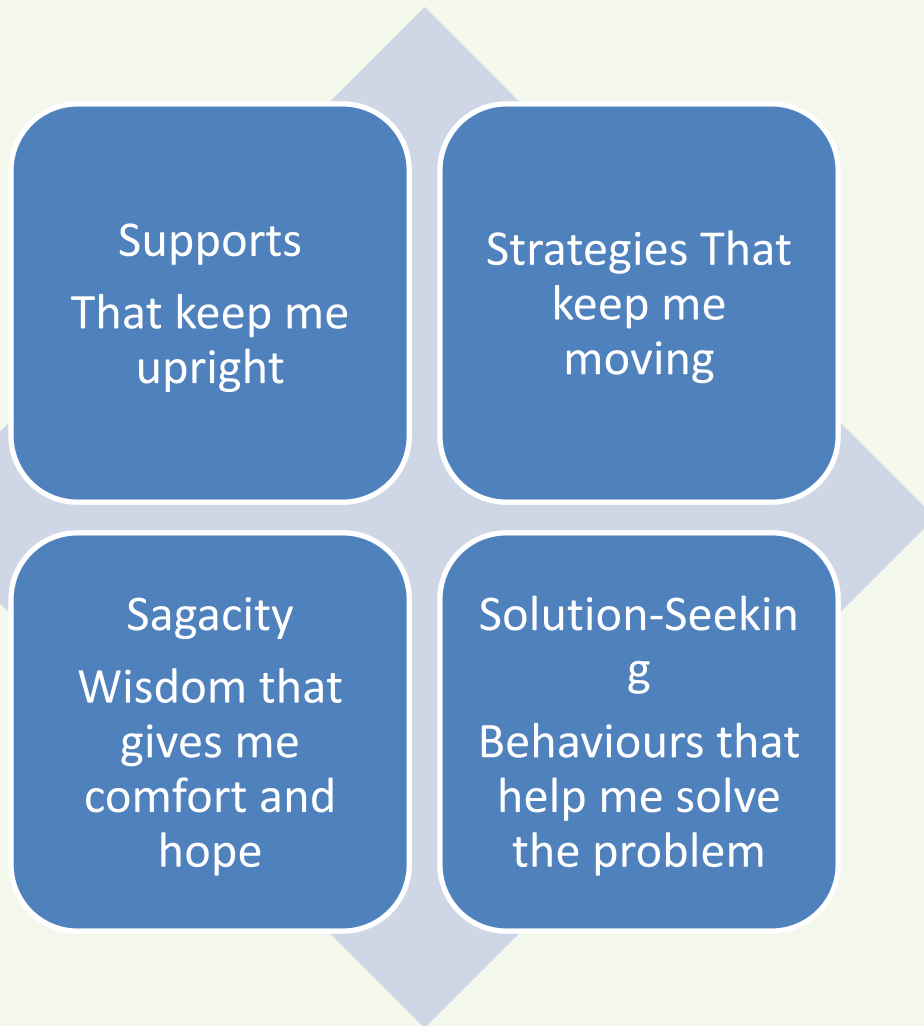 Supports
That keep me
upright
Strategies That
keep me
moving
Sagacity
Wisdom that
gives me
comfort and
hope
Solution-Seekin
g
Behaviours that
help me solve
the problem